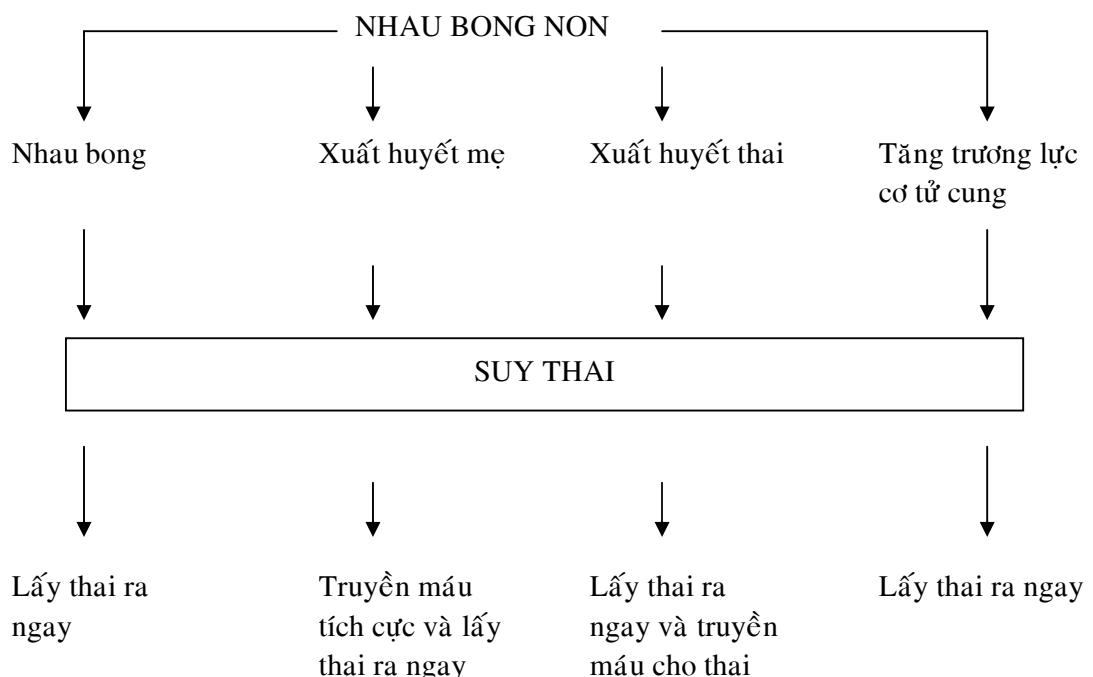 NHAU BONG NON
Nhau bong
Xuất huyết mẹ
Xuất huyết thai
Tăng trương lực
cơ tử cung
SUY THAI
Lấy thai ra
ngay
Truyền máu
tích cực và lấy
thai ra ngay
Lấy thai ra
ngay và truyền
máu cho thai
Lấy thai ra ngay